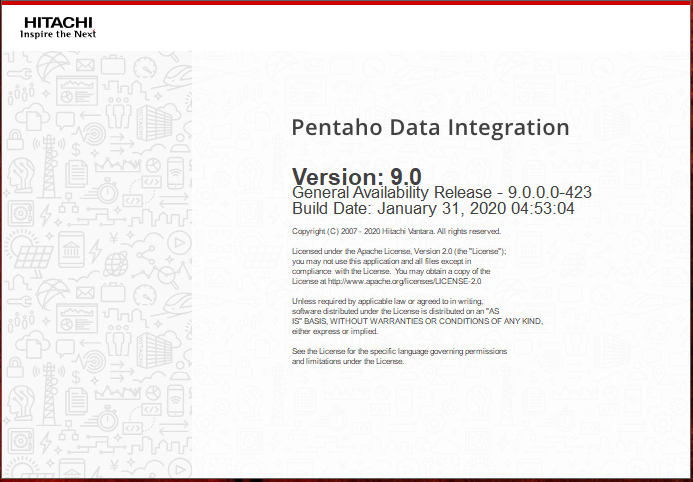 HITACHI
Inspire the Next
Pentaho Data Integration
Version: 9.0
General Availability Release - 9.0.0.0-423
Build Date: January 31, 2020 04:53:04
Copyright (C) 2007 - 2020 Hitachi Vantara. All rights reserved.
Licensed under the Apache License, Version 2.0 (the "License");
you may not use this application and all files except in
compliance with the License. You may obtain a copy of the
License at http://www.apache.org/licenses/LICENSE-2.0
Unless required by applicable law or agreed to in writing,
software distributed under the License is distributed on an "AS
IS" BASIS, WITHOUT WARRANTIES OR CONDITIONS OF ANY KIND,
either express or implied.
See the License for the specific language governing permissions
and limitations under the License.